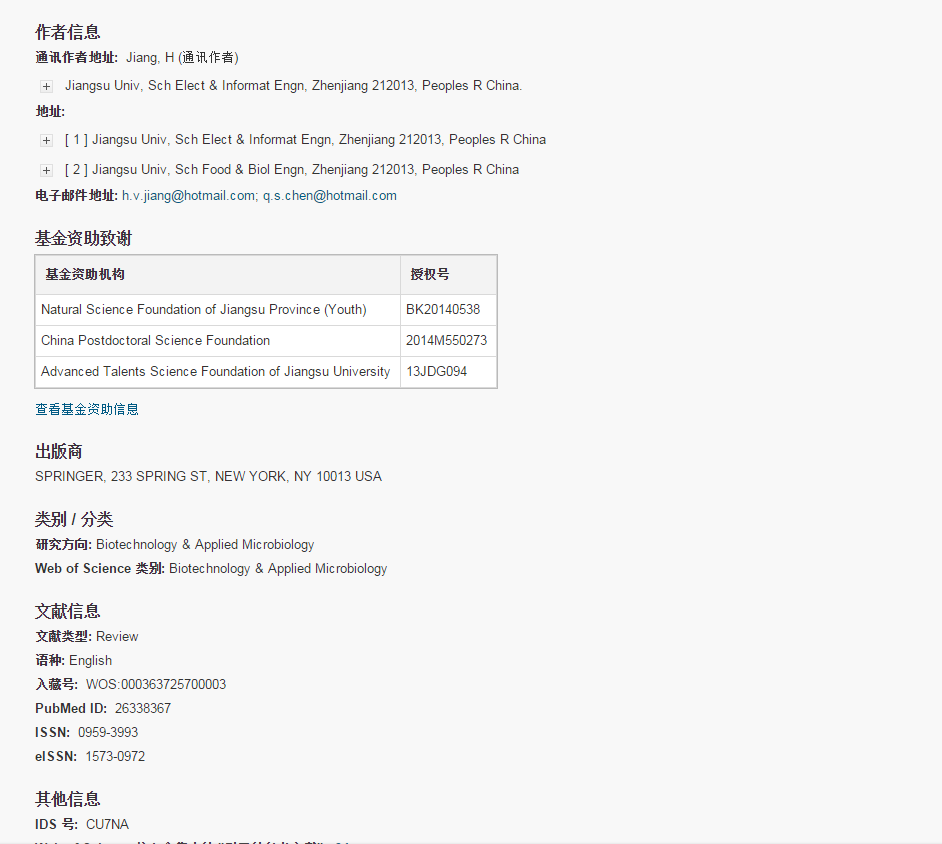 作者信息
通讯作者地址: Jiang, H (通讯作者)
Jiangsu Univ, Sch Elect & Informat Engn, Zhenjiang 212013, Peoples R China.
地址:
[ 1 ] Jiangsu Univ, Sch Elect & Informat Engn, Zhenjiang 212013, Peoples R China
[ 2 ] Jiangsu Univ, Sch Food & Biol Engn, Zhenjiang 212013, Peoples R China
电子邮件地址: h.v.jiang@hotmail.com; q.s.chen@hotmail.com
基金资助致谢
基金资助机构 授权号
Natural Science Foundation of Jiangsu Province (Youth) BK20140538
China Postdoctoral Science Foundation 2014M550273
Advanced Talents Science Foundation of Jiangsu University 13JDG094
查看基金资助信息
出版商
SPRINGER, 233 SPRING ST, NEW YORK, NY 10013 USA
类别 / 分类
研究方向: Biotechnology & Applied Microbiology
Web of Science 类别: Biotechnology & Applied Microbiology
文献信息
文献类型: Review
语种: English
入藏号: WOS:000363725700003
PubMed ID: 26338367
ISSN: 0959-3993
eISSN: 1573-0972
其他信息
IDS 号: CU7NA